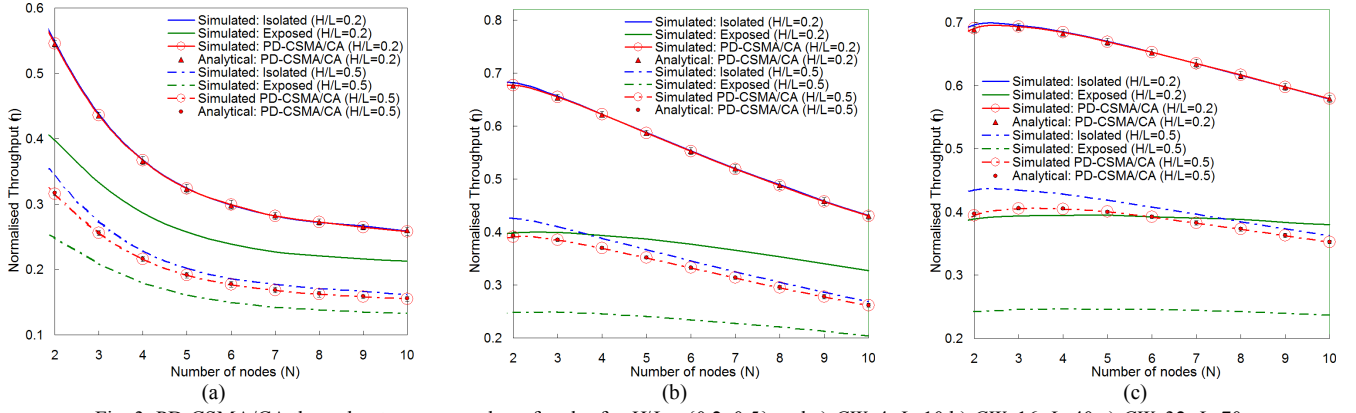 0.6
0.5
0.4
0.3
0.2
0.1
Normalised Throughput (η)
Simulated: Isolated (H/L=0.2)
Simulated: Exposed (H/L=0.2)
Simulated: PD-CSMA/CA (H/L=0.2)
Analytical: PD-CSMA/CA (H/L=0.2)
Simulated: Isolated (H/L=0.5)
Simulated: Exposed (H/L=0.5)
Simulated PD-CSMA/CA (H/L=0.5)
Analytical: PD-CSMA/CA (H/L=0.5)
2 3 4 5 6 7 8 9 10
Number of nodes (N)
(a)
0.8
0.7
0.6
0.5
0.4
0.3
0.2
Normalised Throughput (η)
Simulated: Isolated (H/L=0.2)
Simulated: Exposed (H/L=0.2)
Simulated: PD-CSMA/CA (H/L=0.2)
Analytical: PD-CSMA/CA (H/L=0.2)
Simulated: Isolated (H/L=0.5)
Simulated: Exposed (H/L=0.5)
Simulated PD-CSMA/CA (H/L=0.5)
Analytical: PD-CSMA/CA (H/L=0.5)
2 3 4 5 6 7 8 9 10
Number of nodes (N)
(b)
0.7
0.6
0.5
0.4
0.3
0.2
Normalised Throughput (η)
Simulated: Isolated (H/L=0.2)
Simulated: Exposed (H/L=0.2)
Simulated: PD-CSMA/CA (H/L=0.2)
Analytical: PD-CSMA/CA (H/L=0.2)
Simulated: Isolated (H/L=0.5)
Simulated: Exposed (H/L=0.5)
Simulated PD-CSMA/CA (H/L=0.5)
Analytical: PD-CSMA/CA (H/L=0.5)
2 3 4 5 6 7 8 9 10
Number of nodes (N)
(c)